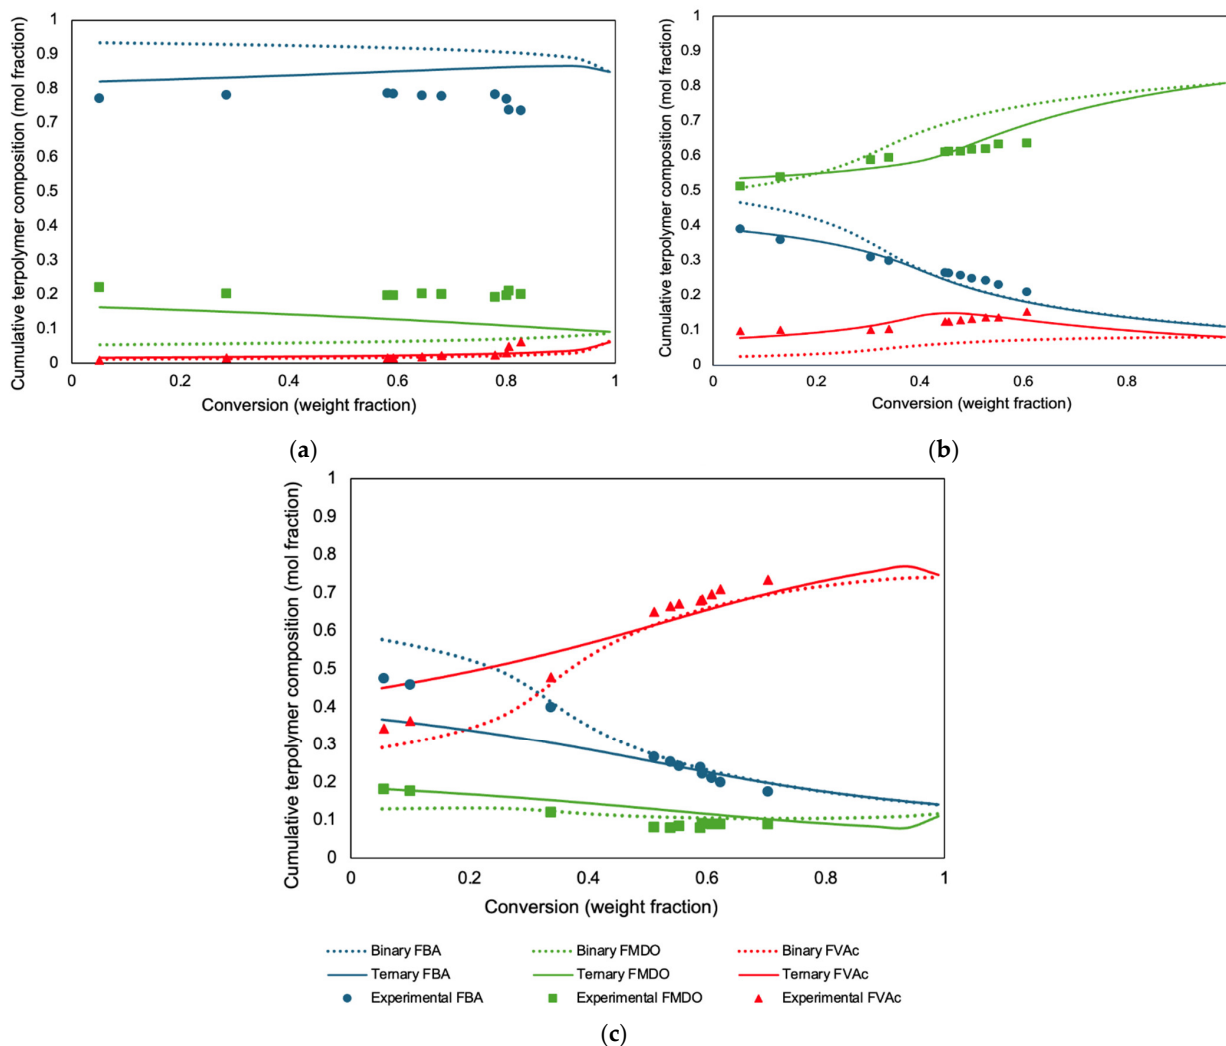 Cumulative terpolymer composition (mol fraction)
1
0.9
0.8
0.7
0.6
0.5
0.4
0.3
0.2
0.1
0
0 0.2 0.4 0.6 0.8 1
Conversion (weight fraction)
(a)
Cumulative terpolymer composition (mol fraction)
1
0.9
0.8
0.7
0.6
0.5
0.4
0.3
0.2
0.1
0
0 0.2 0.4 0.6 0.8
Conversion (weight fraction)
(b)
Cumulative terpolymer composition (mol fraction)
1
0.9
0.8
0.7
0.6
0.5
0.4
0.3
0.2
0.1
0
0 0.2 0.4 0.6 0.8 1
Conversion (weight fraction)
Binary FBA Binary FMDO Binary FVAc
Ternary FBA Ternary FMDO Ternary FVAc
Experimental FBA Experimental FMDO Experimental FVAc
(c)